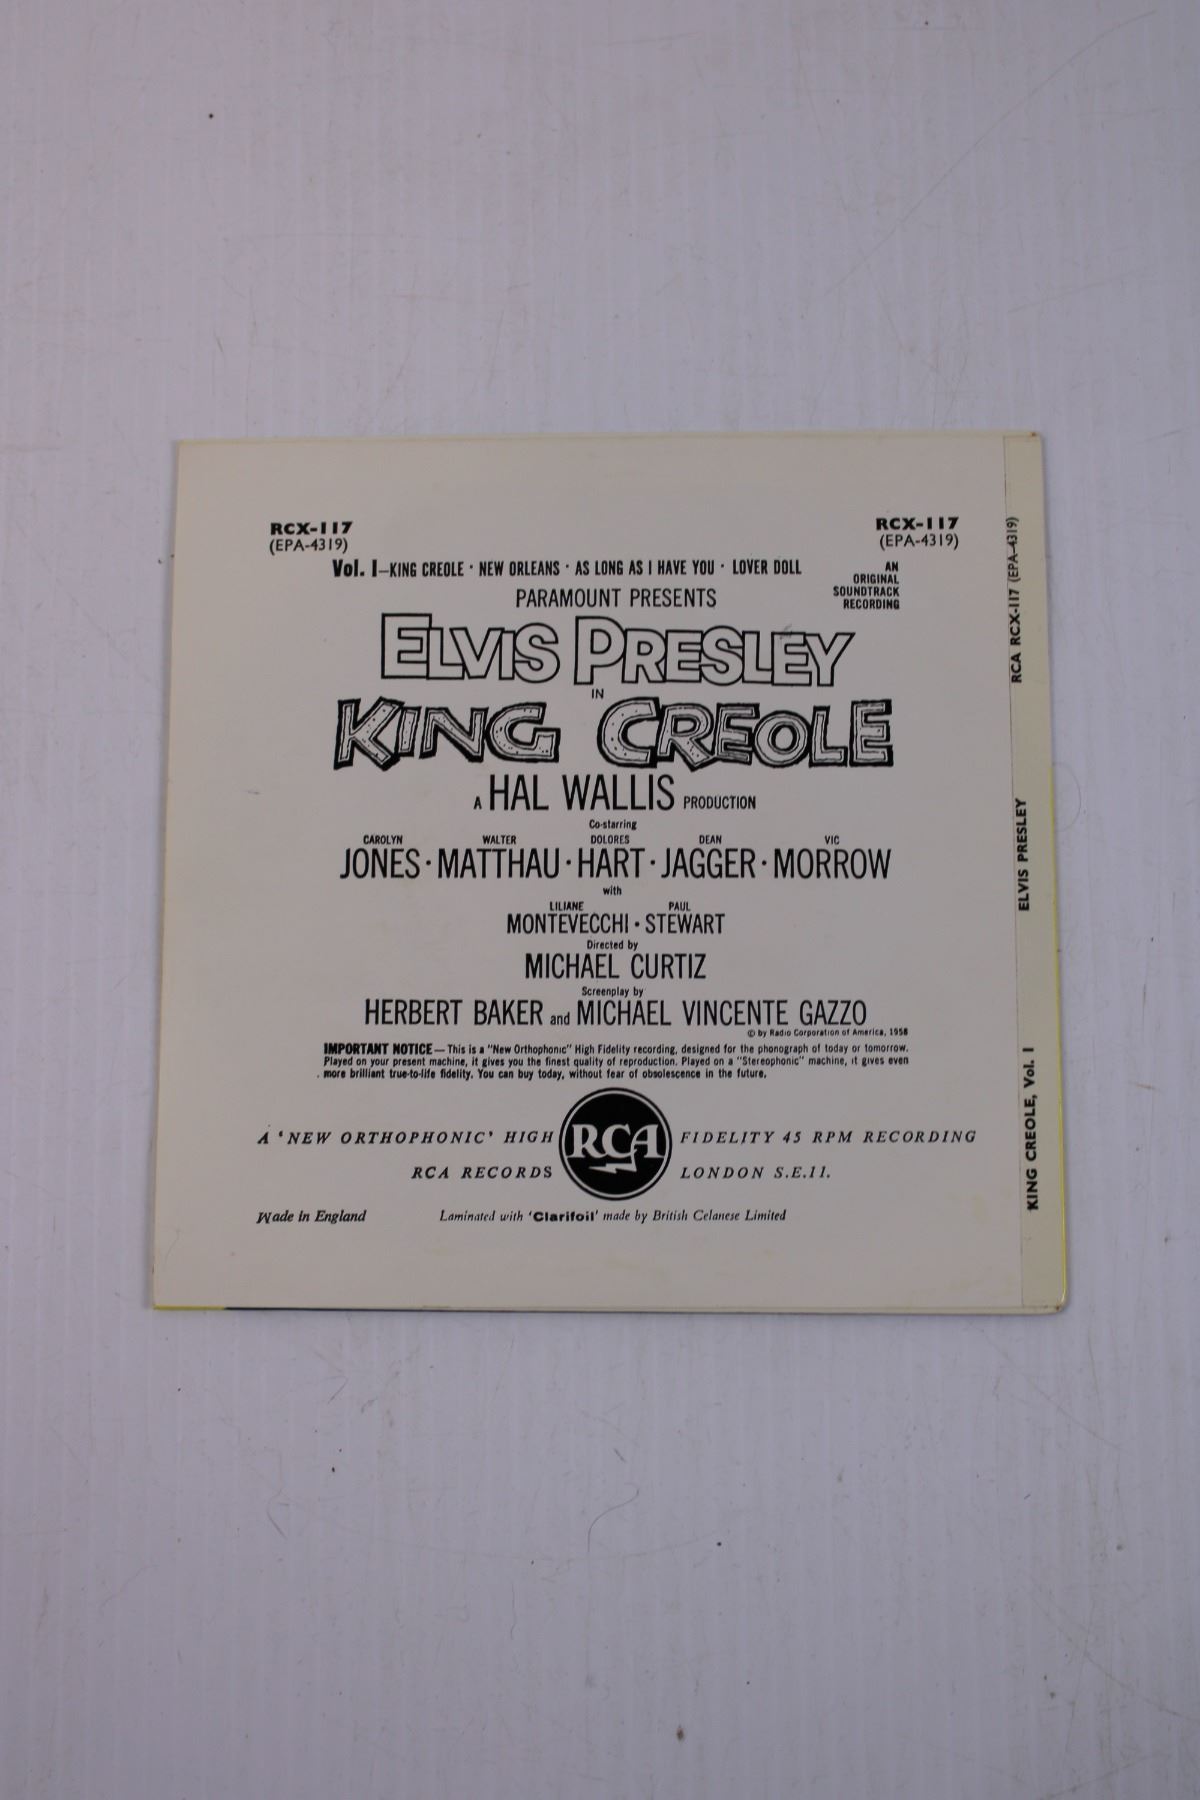 RCX-117
(EPA-4319)
RCX-117
(EPA-4319)
Vol. 1—KING CREOLE · NEW ORLEANS · AS LONG AS I HAVE YOU · LOVER DOLL
AN
ORIGINAL
SOUNDTRACK
RECORDING
PARAMOUNT PRESENTS
ELVIS PRESLEY
IN
KING CREOLE
A HAL WALLIS PRODUCTION
Co-starring
CAROLYN WALTER DOLORES DEAN VIC
JONES · MATTHAU · HART · JAGGER · MORROW
with
LILIANE PAUL
MONTEVECCHI · STEWART
Directed by
MICHAEL CURTIZ
Screenplay by
HERBERT BAKER and MICHAEL VINCENTE GAZZO
© by Radio Corporation of America, 1958
IMPORTANT NOTICE — This is a "New Orthophonic" High Fidelity recording, designed for the phonograph of today or tomorrow.
Played on your present machine, it gives you the finest quality of reproduction. Played on a "Stereophonic" machine, it gives even
more brilliant true-to-life fidelity. You can buy today, without fear of obsolescence in the future.
A 'NEW ORTHOPHONIC' HIGH FIDELITY 45 RPM RECORDING
RCA
RCA RECORDS LONDON S.E.11.
Made in England
Laminated with 'Clarifoil' made by British Celanese Limited
KING CREOLE, Vol. 1 ELVIS PRESLEY RCA RCX-117 (EPA-4319)